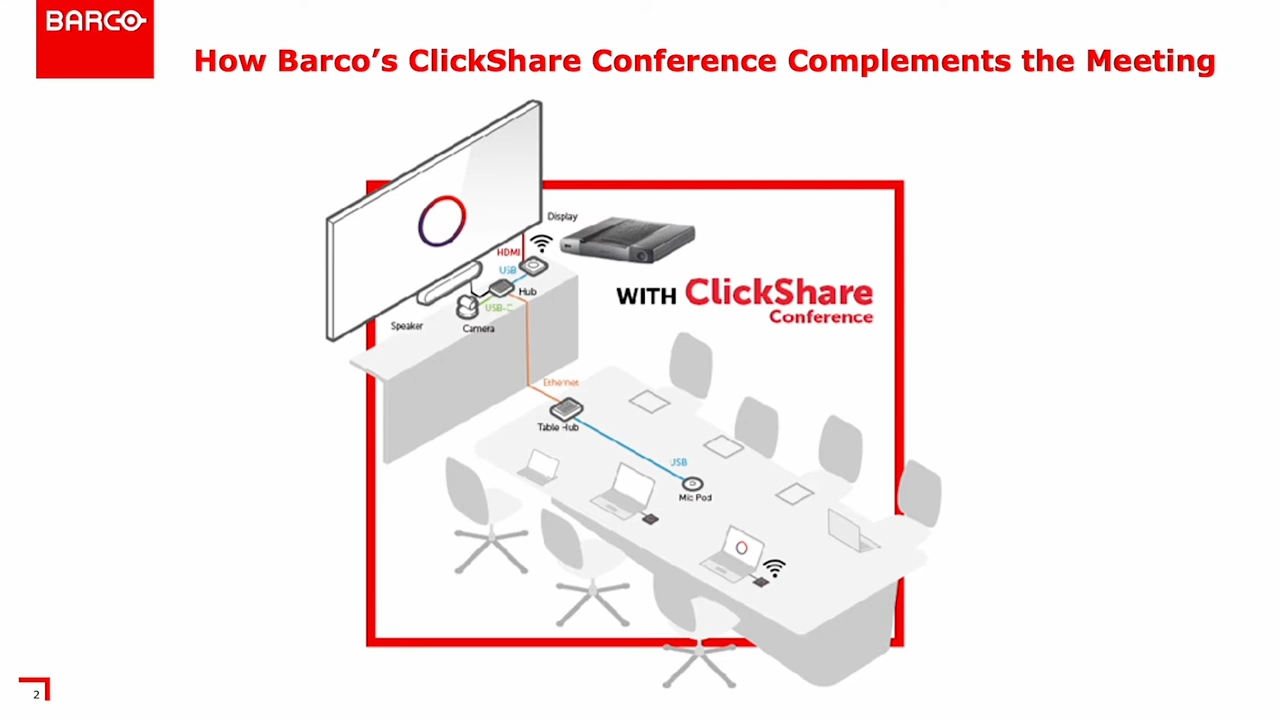 BARCO
How Barco’s ClickShare Conference Complements the Meeting
Display
HDMI
USB
Hub
USB-C
Speaker
Camera
WITH ClickShare
Conference
Ethernet
Table Hub
USB
Mic Pod
2